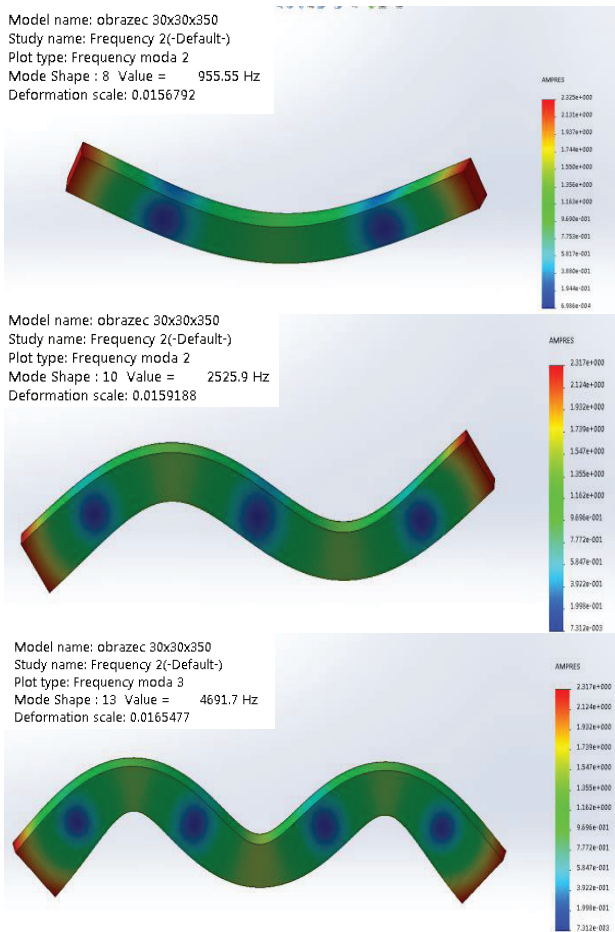 Model name: obrazec 30x30x350
Study name: Frequency 2(-Default-)
Plot type: Frequency moda 2
Mode Shape : 8 Value = 955.55 Hz
Deformation scale: 0.0156792
AMPRES
2.325e+000
2.131e+000
1.937e+000
1.744e+000
1.550e+000
1.356e+000
1.163e+000
9.690e-001
7.753e-001
5.817e-001
3.880e-001
1.944e-001
6.986e-004
Model name: obrazec 30x30x350
Study name: Frequency 2(-Default-)
Plot type: Frequency moda 2
Mode Shape : 10 Value = 2525.9 Hz
Deformation scale: 0.0159188
AMPRES
2.317e+000
2.124e+000
1.932e+000
1.739e+000
1.547e+000
1.355e+000
1.162e+000
9.696e-001
7.772e-001
5.847e-001
3.922e-001
1.998e-001
7.312e-003
Model name: obrazec 30x30x350
Study name: Frequency 2(-Default-)
Plot type: Frequency moda 3
Mode Shape : 13 Value = 4691.7 Hz
Deformation scale: 0.0165477
AMPRES
2.317e+000
2.124e+000
1.932e+000
1.739e+000
1.547e+000
1.355e+000
1.162e+000
9.696e-001
7.772e-001
5.847e-001
3.922e-001
1.998e-001
7.312e-003